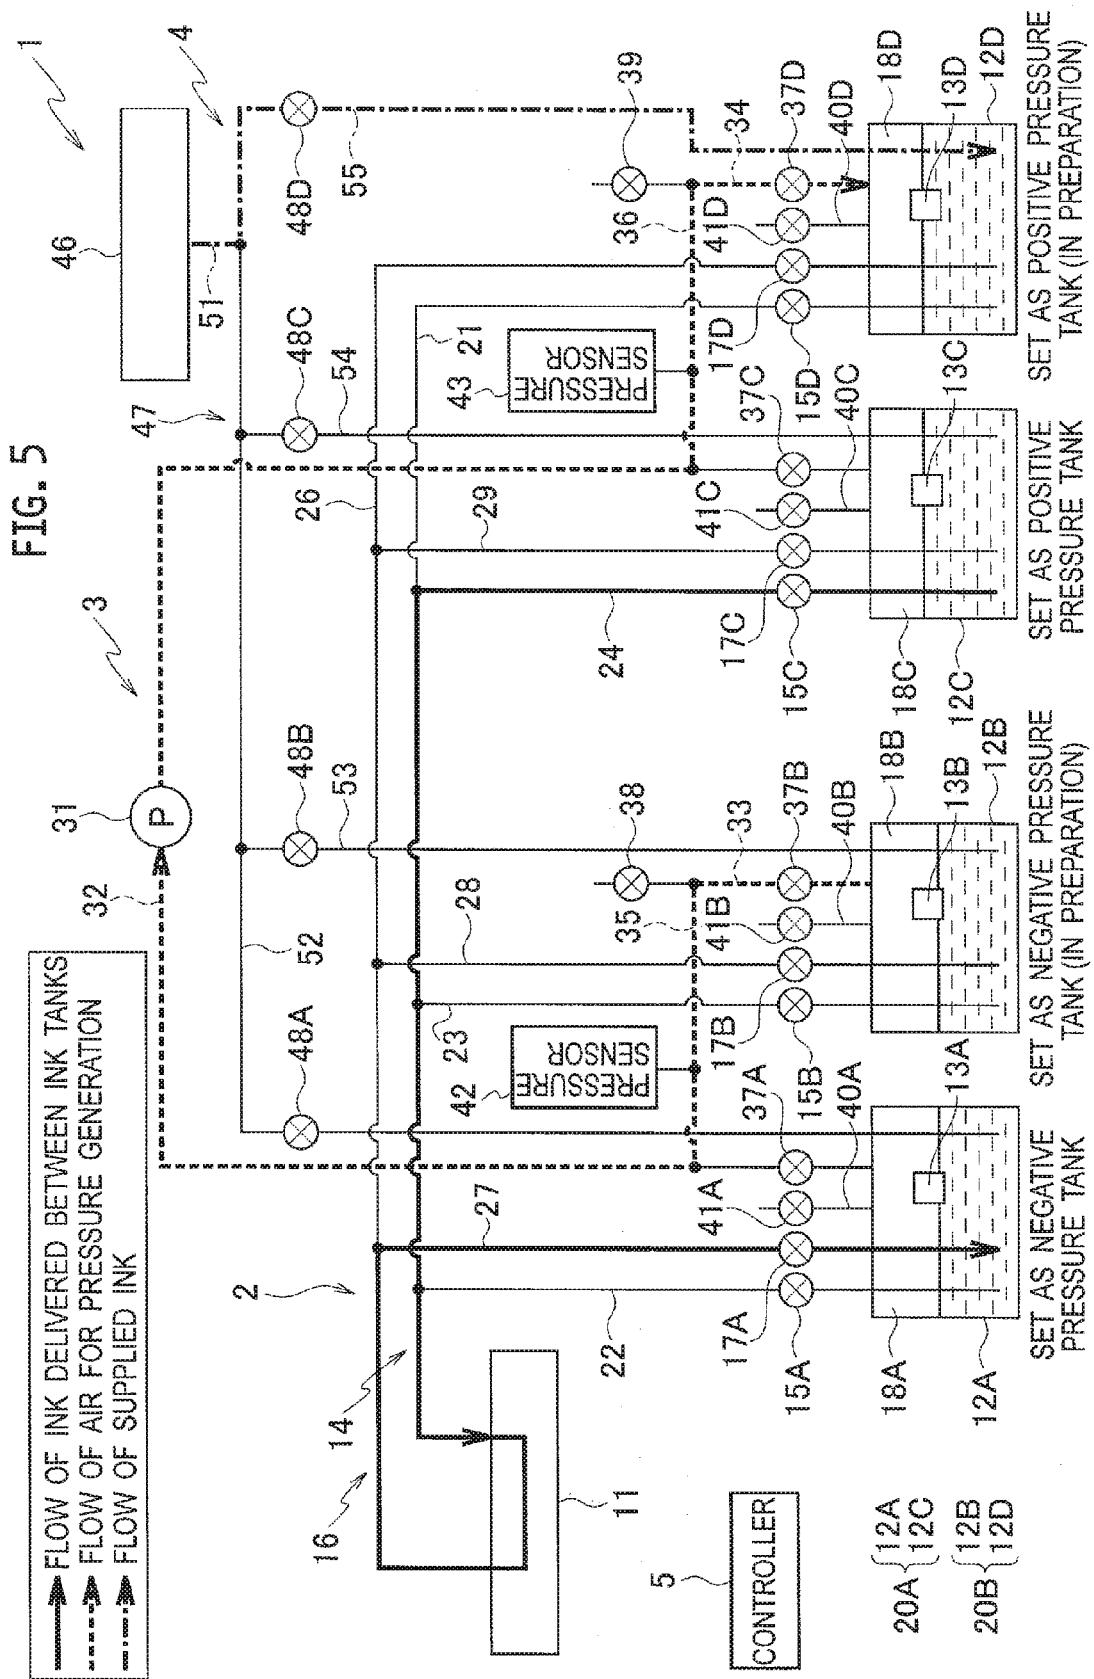 FIG. 5
FLOW OF INK DELIVERED BETWEEN INK TANKS
FLOW OF AIR FOR PRESSURE GENERATION
FLOW OF SUPPLIED INK
1
3
4
46
51
47
31
P
32
52
48A
48B
48C
48D
53
54
55
2
16
14
26
21
27
22
28
23
29
24
11
42
PRESSURE
SENSOR
43
PRESSURE
SENSOR
35
38
33
36
39
34
5
CONTROLLER
15A
17A
41A
37A
40A
15B
17B
41B
37B
40B
15C
17C
41C
37C
40C
15D
17D
41D
37D
40D
18A
12A
13A
18B
12B
13B
18C
12C
13C
18D
12D
13D
20A
12A
12C
20B
12B
12D
SET AS NEGATIVE
PRESSURE TANK
SET AS NEGATIVE PRESSURE
TANK (IN PREPARATION)
SET AS POSITIVE
PRESSURE TANK
SET AS POSITIVE PRESSURE
TANK (IN PREPARATION)